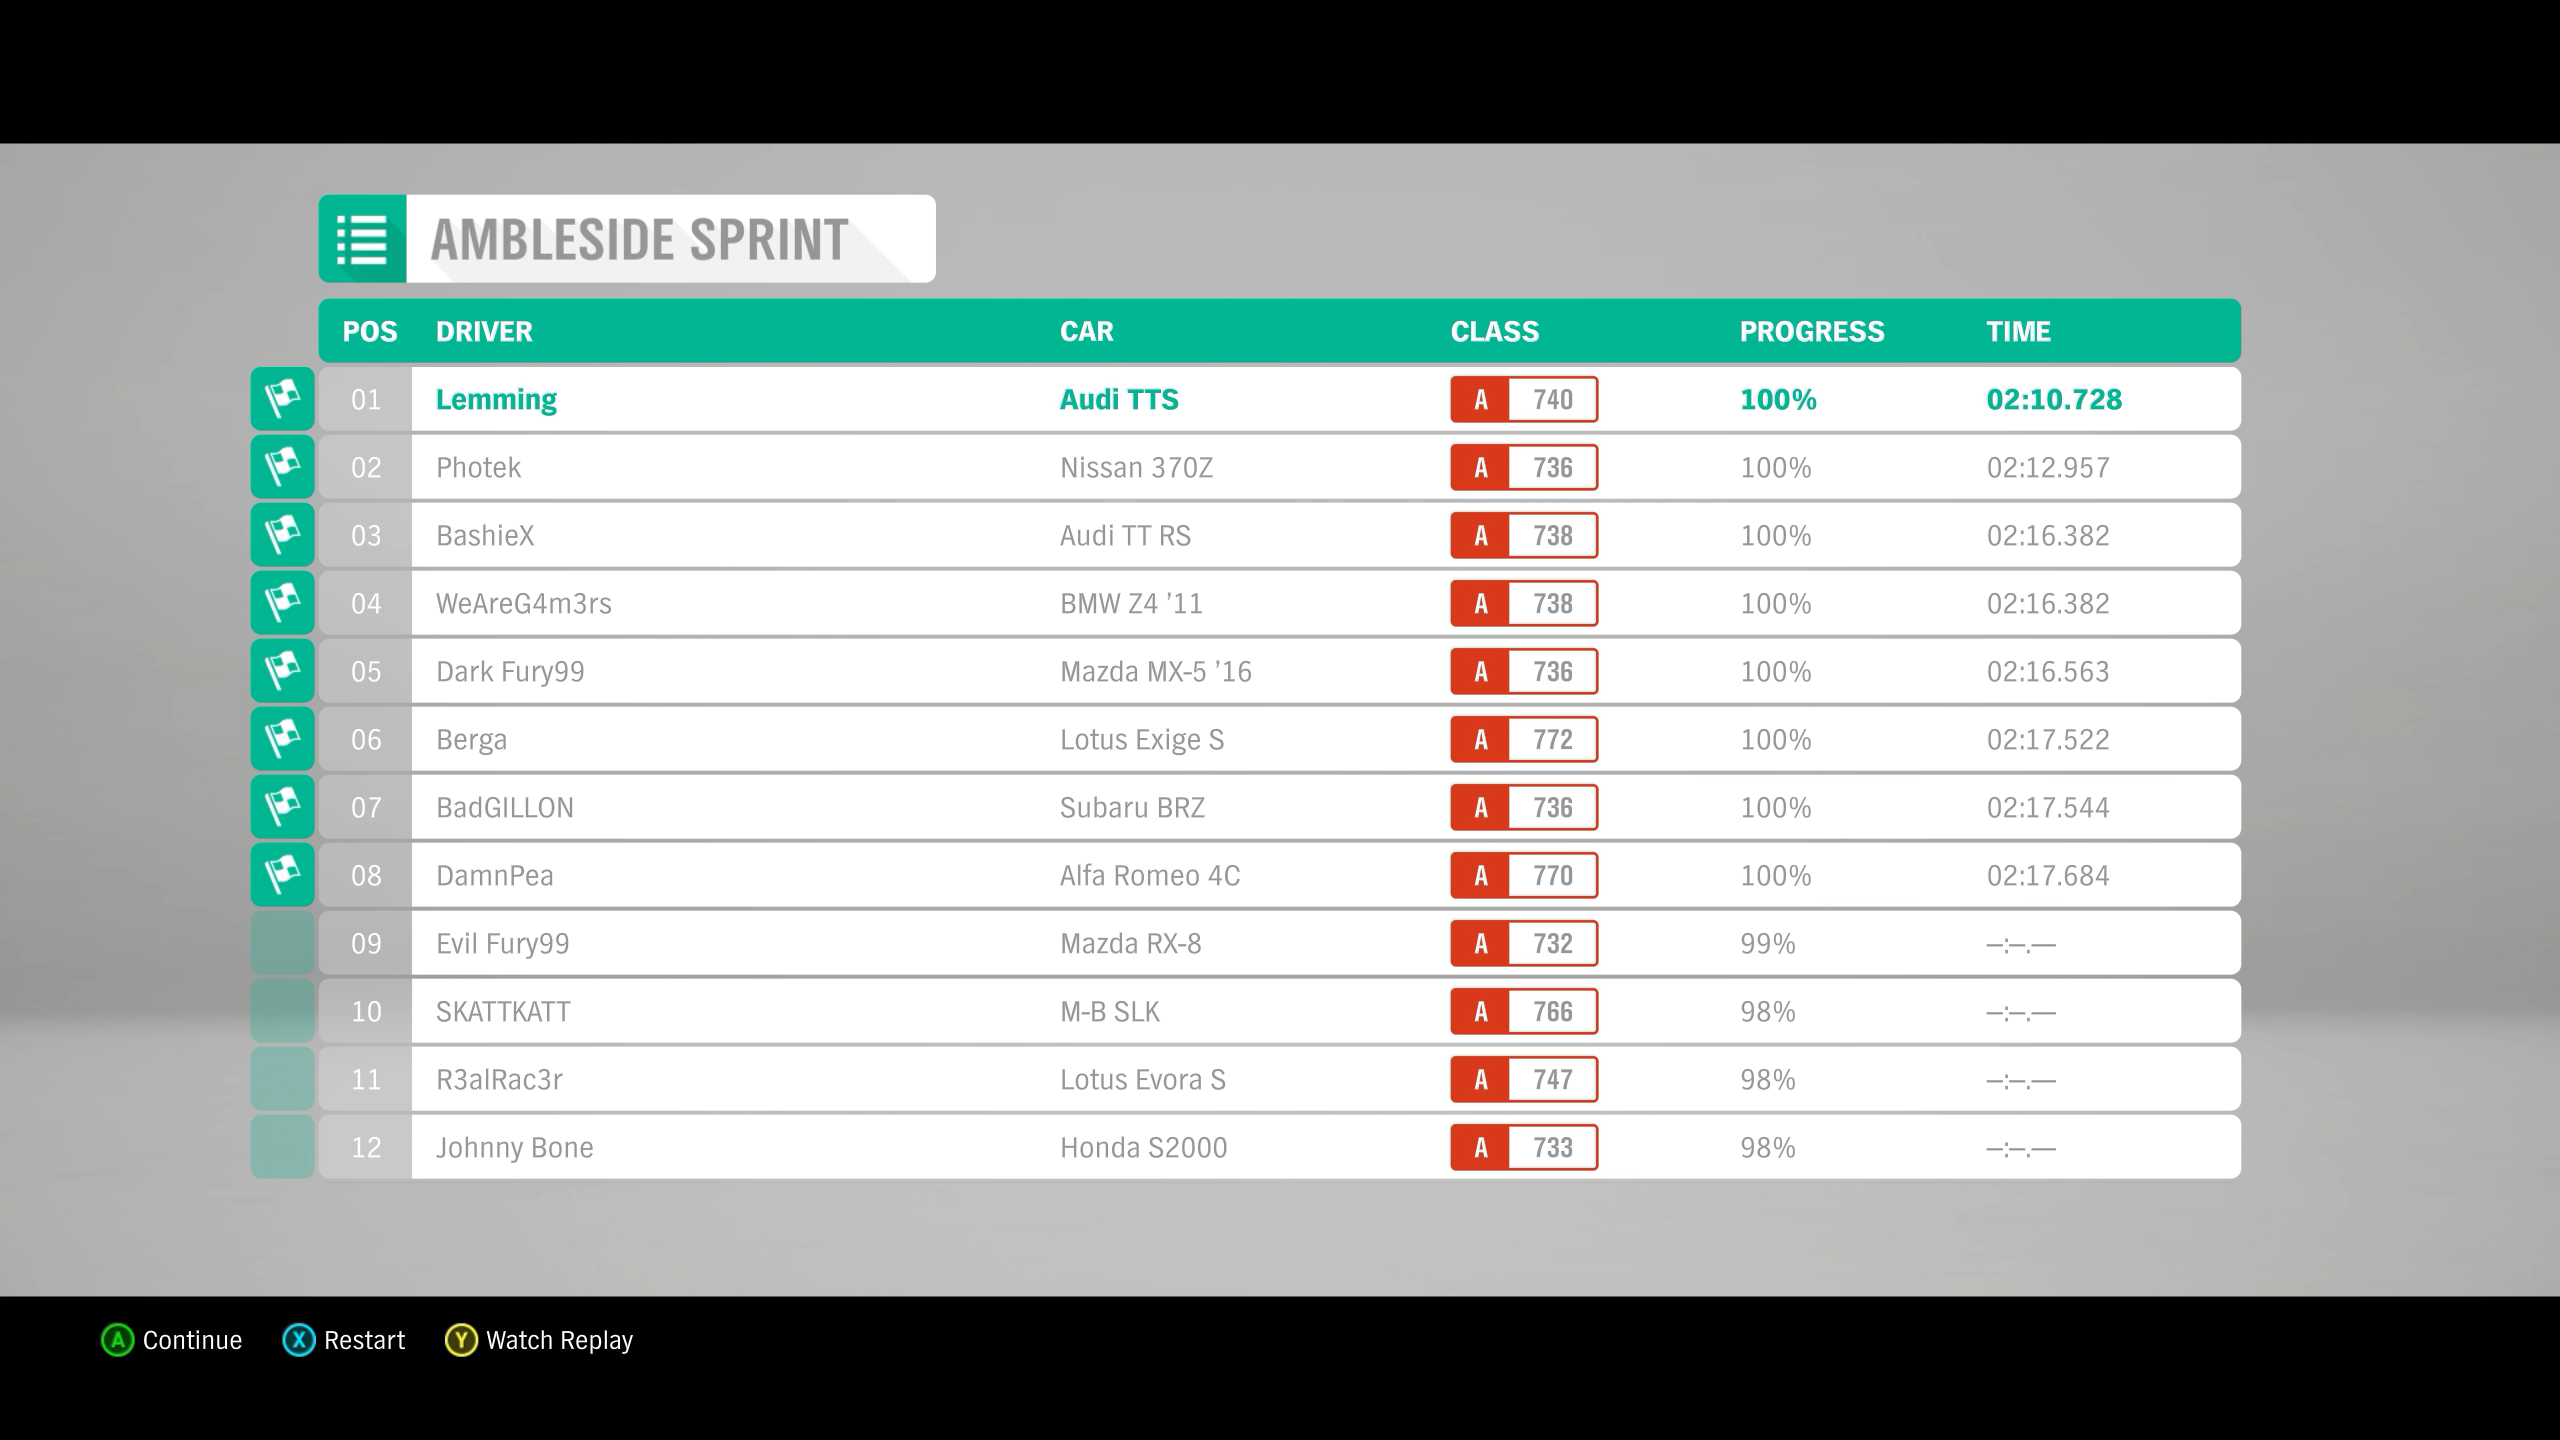 AMBLESIDE SPRINT
POS DRIVER CAR CLASS PROGRESS TIME
01 Lemming Audi TTS A 740 100% 02:10.728
02 Photek Nissan 370Z A 736 100% 02:12.957
03 BashieX Audi TT RS A 738 100% 02:16.382
04 WeAreG4m3rs BMW Z4 ’11 A 738 100% 02:16.382
05 Dark Fury99 Mazda MX-5 ’16 A 736 100% 02:16.563
06 Berga Lotus Exige S A 772 100% 02:17.522
07 BadGILLON Subaru BRZ A 736 100% 02:17.544
08 DamnPea Alfa Romeo 4C A 770 100% 02:17.684
09 Evil Fury99 Mazda RX-8 A 732 99% –:–.––
10 SKATTKATT M-B SLK A 766 98% –:–.––
11 R3alRac3r Lotus Evora S A 747 98% –:–.––
12 Johnny Bone Honda S2000 A 733 98% –:–.––
A Continue X Restart Y Watch Replay